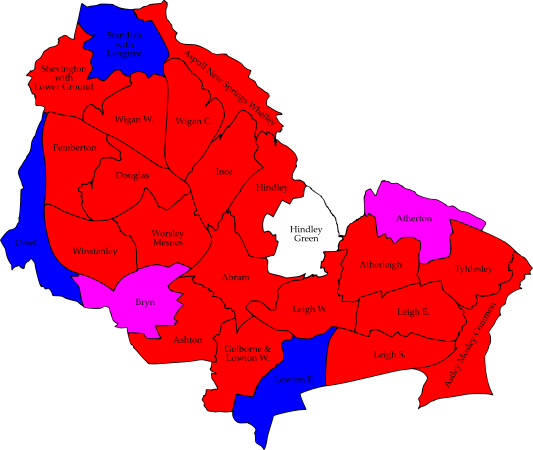 Standish
with
Langtree
Aspull New Springs Whelley
Shevington
with
Lower Ground
Wigan W.
Wigan C.
Pemberton
Douglas
Ince
Hindley
Atherton
Hindley
Green
Worsley
Mesnes
Orrell
Winstanley
Abram
Atherleigh
Tyldesley
Bryn
Leigh W.
Leigh E.
Astley Mosley Common
Ashton
Golborne &
Lowton W.
Leigh S.
Lowton E.